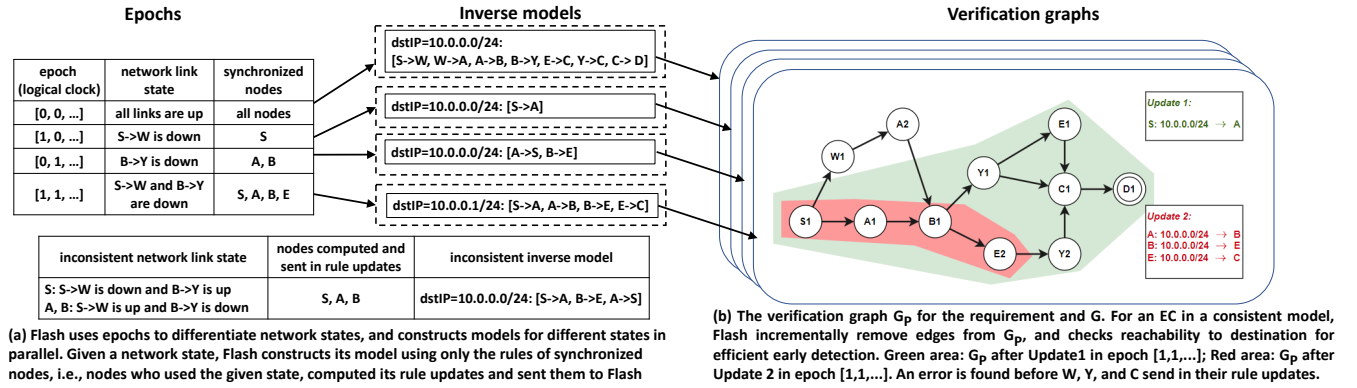 Epochs
Inverse models
Verification graphs
epoch (logical clock)
network link state
synchronized nodes
[0, 0, ...]
all links are up
all nodes
[1, 0, ...]
S->W is down
S
[0, 1, ...]
B->Y is down
A, B
[1, 1, ...]
S->W and B->Y are down
S, A, B, E
dstIP=10.0.0.0/24:
[S->W, W->A, A->B, B->Y, E->C, Y->C, C-> D]
dstIP=10.0.0.0/24: [S->A]
dstIP=10.0.0.0/24: [A->S, B->E]
dstIP=10.0.0.1/24: [S->A, A->B, B->E, E->C]
inconsistent network link state
nodes computed and sent in rule updates
inconsistent inverse model
S: S->W is down and B->Y is up
A, B: S->W is up and B->Y is down
S, A, B
dstIP=10.0.0.0/24: [S->A, B->E, A->S]
(a) Flash uses epochs to differentiate network states, and constructs models for different states in
parallel. Given a network state, Flash constructs its model using only the rules of synchronized
nodes, i.e., nodes who used the given state, computed its rule updates and sent them to Flash
A2
E1
W1
Y1
C1
D1
S1
A1
B1
E2
Y2
Update 1:
S: 10.0.0.0/24 → A
Update 2:
A: 10.0.0.0/24 → B
B: 10.0.0.0/24 → E
E: 10.0.0.0/24 → C
(b) The verification graph GP for the requirement and G. For an EC in a consistent model,
Flash incrementally remove edges from GP, and checks reachability to destination for
efficient early detection. Green area: GP after Update1 in epoch [1,1,...]; Red area: GP after
Update 2 in epoch [1,1,...]. An error is found before W, Y, and C send in their rule updates.